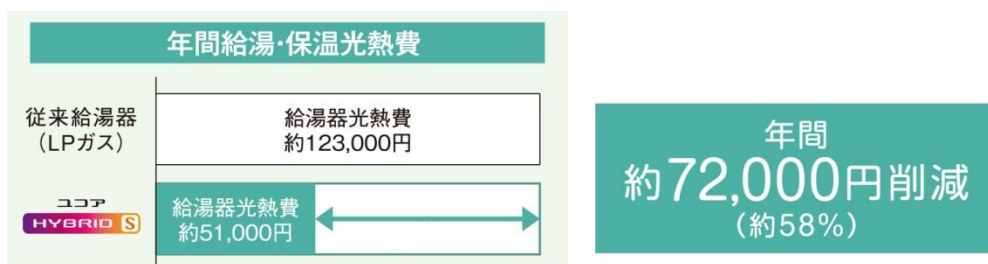 年間給湯・保温光熱費
従来給湯器
（LPガス）
給湯器光熱費
約123,000円
ユコア
HYBRID S
給湯器光熱費
約51,000円
年間
約72,000円削減
（約58%）